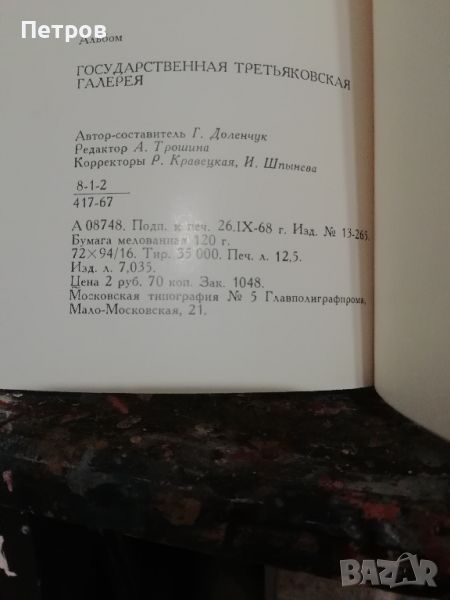 Петров
Альбом
ГОСУДАРСТВЕННАЯ ТРЕТЬЯКОВСКАЯ
ГАЛЕРЕЯ
Автор-составитель Г. Доленчук
Редактор А. Трошина
Корректоры Р. Кравецкая, И. Шпынева
8-1-2
417-67
А 08748. Подп. к печ. 26.IX-68 г. Изд. № 13-265.
Бумага мелованная 120 г.
72×94/16. Тир. 35 000. Печ л. 12,5.
Изд. л. 7,035.
Цена 2 руб. 70 коп. Зак. 1048.
Московская типография № 5 Главполиграфпрома,
Мало-Московская, 21.
BAZAR